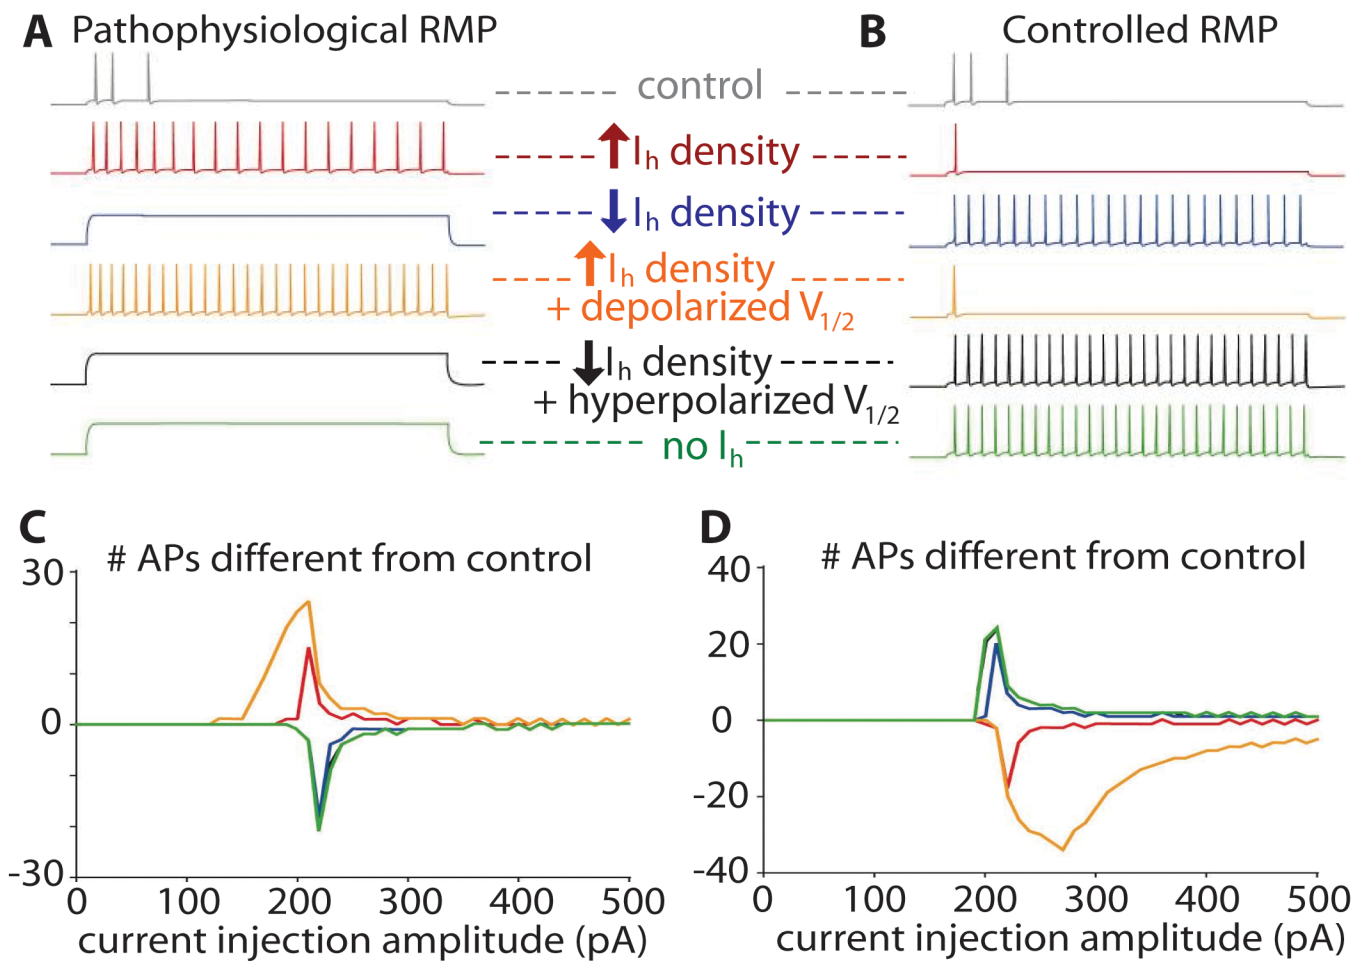 A Pathophysiological RMP
B Controlled RMP
control
↑Ih density
↓Ih density
↑Ih density
+ depolarized V1/2
↓Ih density
+ hyperpolarized V1/2
no Ih
C
# APs different from control
30
0
-30
0 100 200 300 400 500
current injection amplitude (pA)
D
# APs different from control
40
20
0
-20
-40
0 100 200 300 400 500
current injection amplitude (pA)